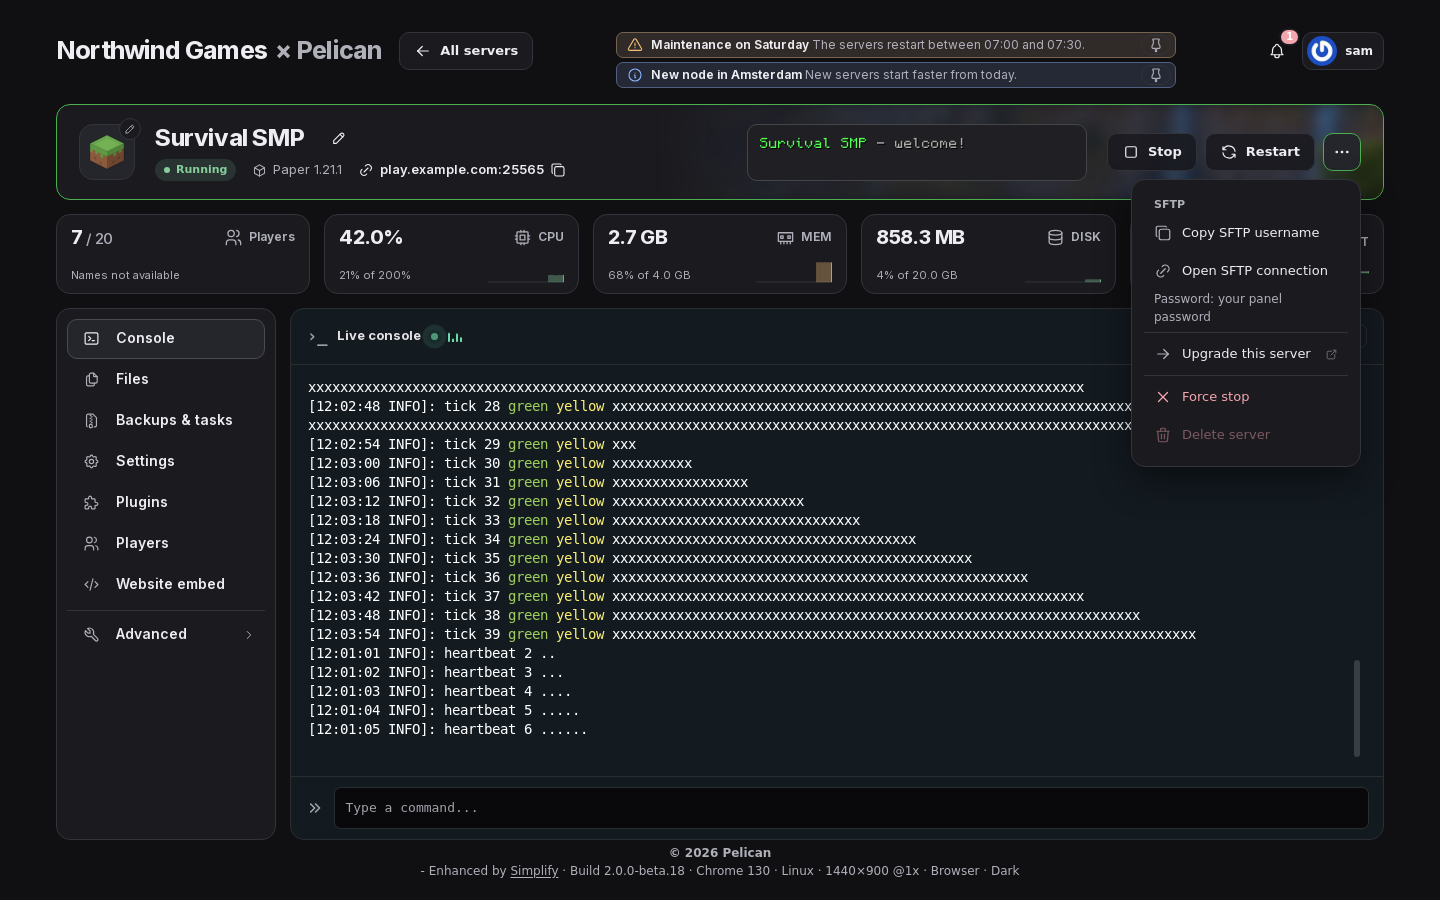 Northwind Games × Pelican
All servers
Maintenance on Saturday The servers restart between 07:00 and 07:30.
New node in Amsterdam New servers start faster from today.
1
sam
Survival SMP
Running
Paper 1.21.1
play.example.com:25565
Survival SMP - welcome!
Stop
Restart
7 / 20
Players
Names not available
42.0%
CPU
21% of 200%
2.7 GB
MEM
68% of 4.0 GB
858.3 MB
DISK
4% of 20.0 GB
T
SFTP
Copy SFTP username
Open SFTP connection
Password: your panel
password
Upgrade this server
Force stop
Delete server
Console
Files
Backups & tasks
Settings
Plugins
Players
Website embed
Advanced
Live console
xxxxxxxxxxxxxxxxxxxxxxxxxxxxxxxxxxxxxxxxxxxxxxxxxxxxxxxxxxxxxxxxxxxxxxxxxxxxxxxxxxxxxxxxxxxxxxxxx
[12:02:48 INFO]: tick 28 green yellow xxxxxxxxxxxxxxxxxxxxxxxxxxxxxxxxxxxxxxxxxxxxxxxxxxxxxxxxxxxxxxxxx
xxxxxxxxxxxxxxxxxxxxxxxxxxxxxxxxxxxxxxxxxxxxxxxxxxxxxxxxxxxxxxxxxxxxxxxxxxxxxxxxxxxxxxxxxxxxxxxxxxxxxxx
[12:02:54 INFO]: tick 29 green yellow xxx
[12:03:00 INFO]: tick 30 green yellow xxxxxxxxxx
[12:03:06 INFO]: tick 31 green yellow xxxxxxxxxxxxxxxxx
[12:03:12 INFO]: tick 32 green yellow xxxxxxxxxxxxxxxxxxxxxxxx
[12:03:18 INFO]: tick 33 green yellow xxxxxxxxxxxxxxxxxxxxxxxxxxxxxxx
[12:03:24 INFO]: tick 34 green yellow xxxxxxxxxxxxxxxxxxxxxxxxxxxxxxxxxxxxxx
[12:03:30 INFO]: tick 35 green yellow xxxxxxxxxxxxxxxxxxxxxxxxxxxxxxxxxxxxxxxxxxxxx
[12:03:36 INFO]: tick 36 green yellow xxxxxxxxxxxxxxxxxxxxxxxxxxxxxxxxxxxxxxxxxxxxxxxxxxxx
[12:03:42 INFO]: tick 37 green yellow xxxxxxxxxxxxxxxxxxxxxxxxxxxxxxxxxxxxxxxxxxxxxxxxxxxxxxxxxxx
[12:03:48 INFO]: tick 38 green yellow xxxxxxxxxxxxxxxxxxxxxxxxxxxxxxxxxxxxxxxxxxxxxxxxxxxxxxxxxxxxxxxxxx
[12:03:54 INFO]: tick 39 green yellow xxxxxxxxxxxxxxxxxxxxxxxxxxxxxxxxxxxxxxxxxxxxxxxxxxxxxxxxxxxxxxxxxxxxxxxxx
[12:01:01 INFO]: heartbeat 2 ..
[12:01:02 INFO]: heartbeat 3 ...
[12:01:03 INFO]: heartbeat 4 ....
[12:01:04 INFO]: heartbeat 5 .....
[12:01:05 INFO]: heartbeat 6 ......
Type a command...
© 2026 Pelican
- Enhanced by Simplify · Build 2.0.0-beta.18 · Chrome 130 · Linux · 1440×900 @1x · Browser · Dark